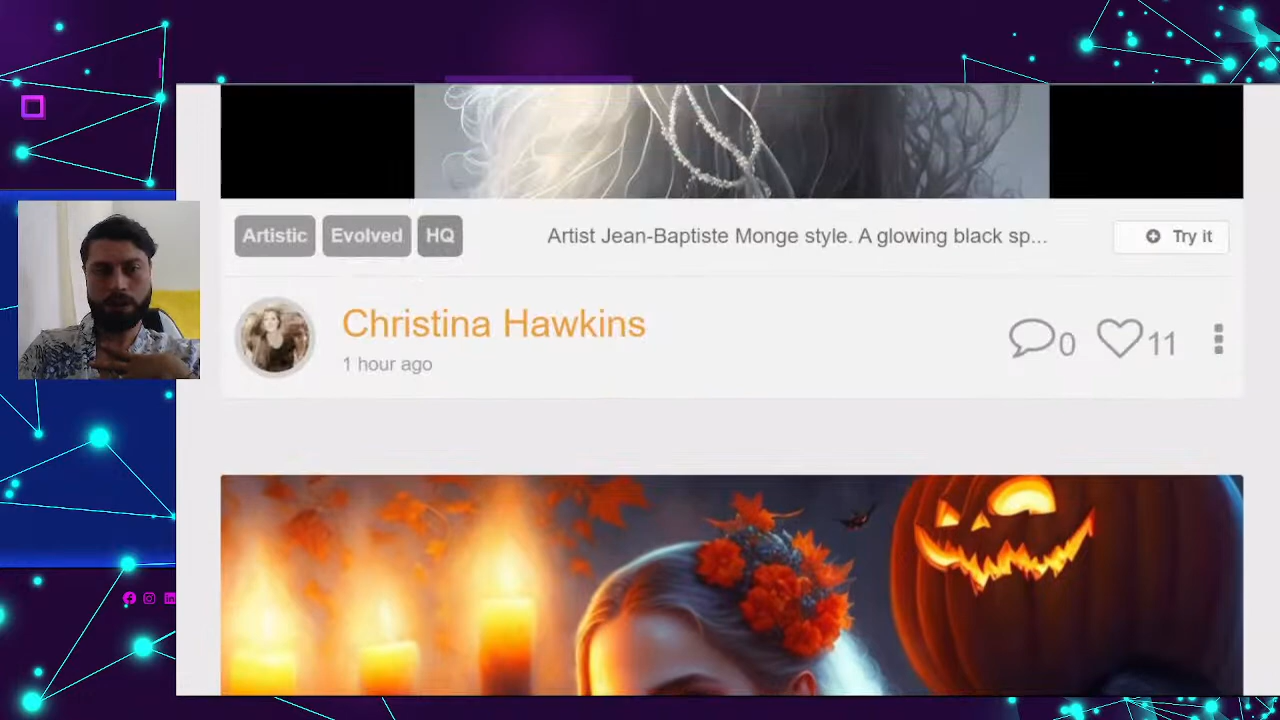 Artistic Evolved HQ Artist Jean-Baptiste Monge style. A glowing black sp... Try it
Christina Hawkins
0 11
1 hour ago